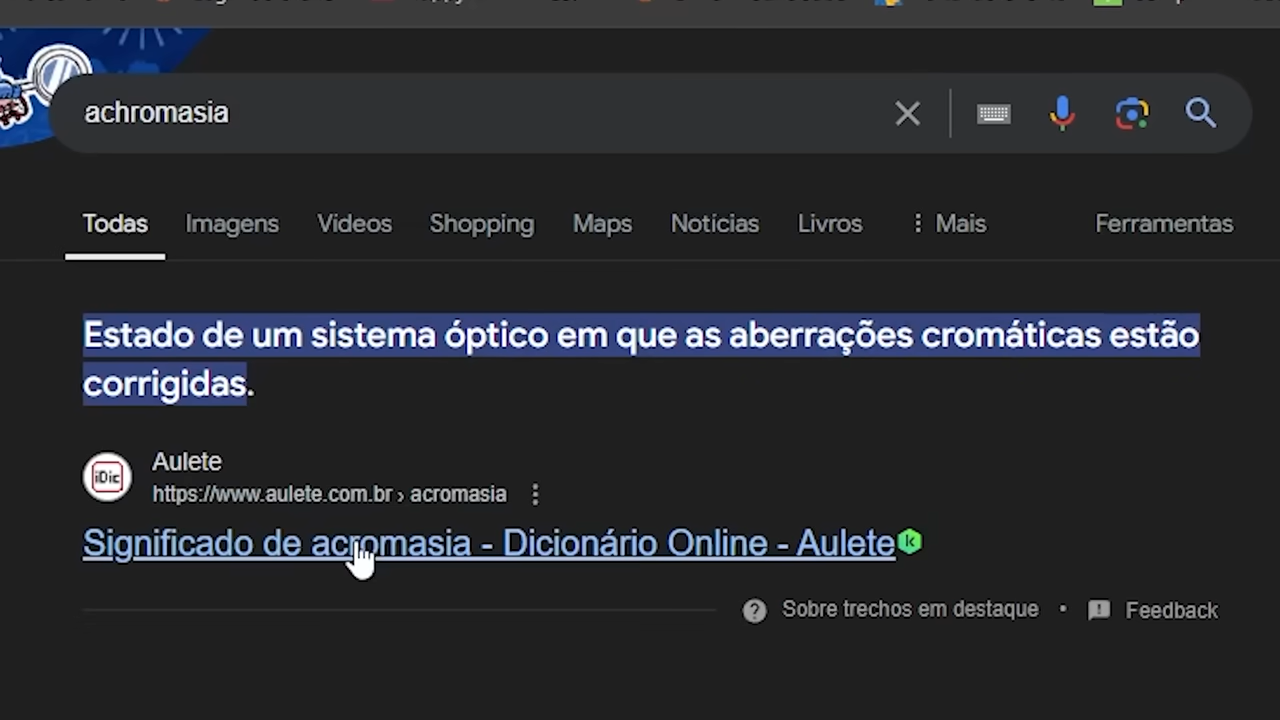 achromasia
Todas Imagens Vídeos Shopping Maps Notícias Livros Mais Ferramentas
Estado de um sistema óptico em que as aberrações cromáticas estão
corrigidas.
iDic
Aulete
https://www.aulete.com.br › acromasia
Significado de acromasia - Dicionário Online - Aulete
Sobre trechos em destaque • Feedback